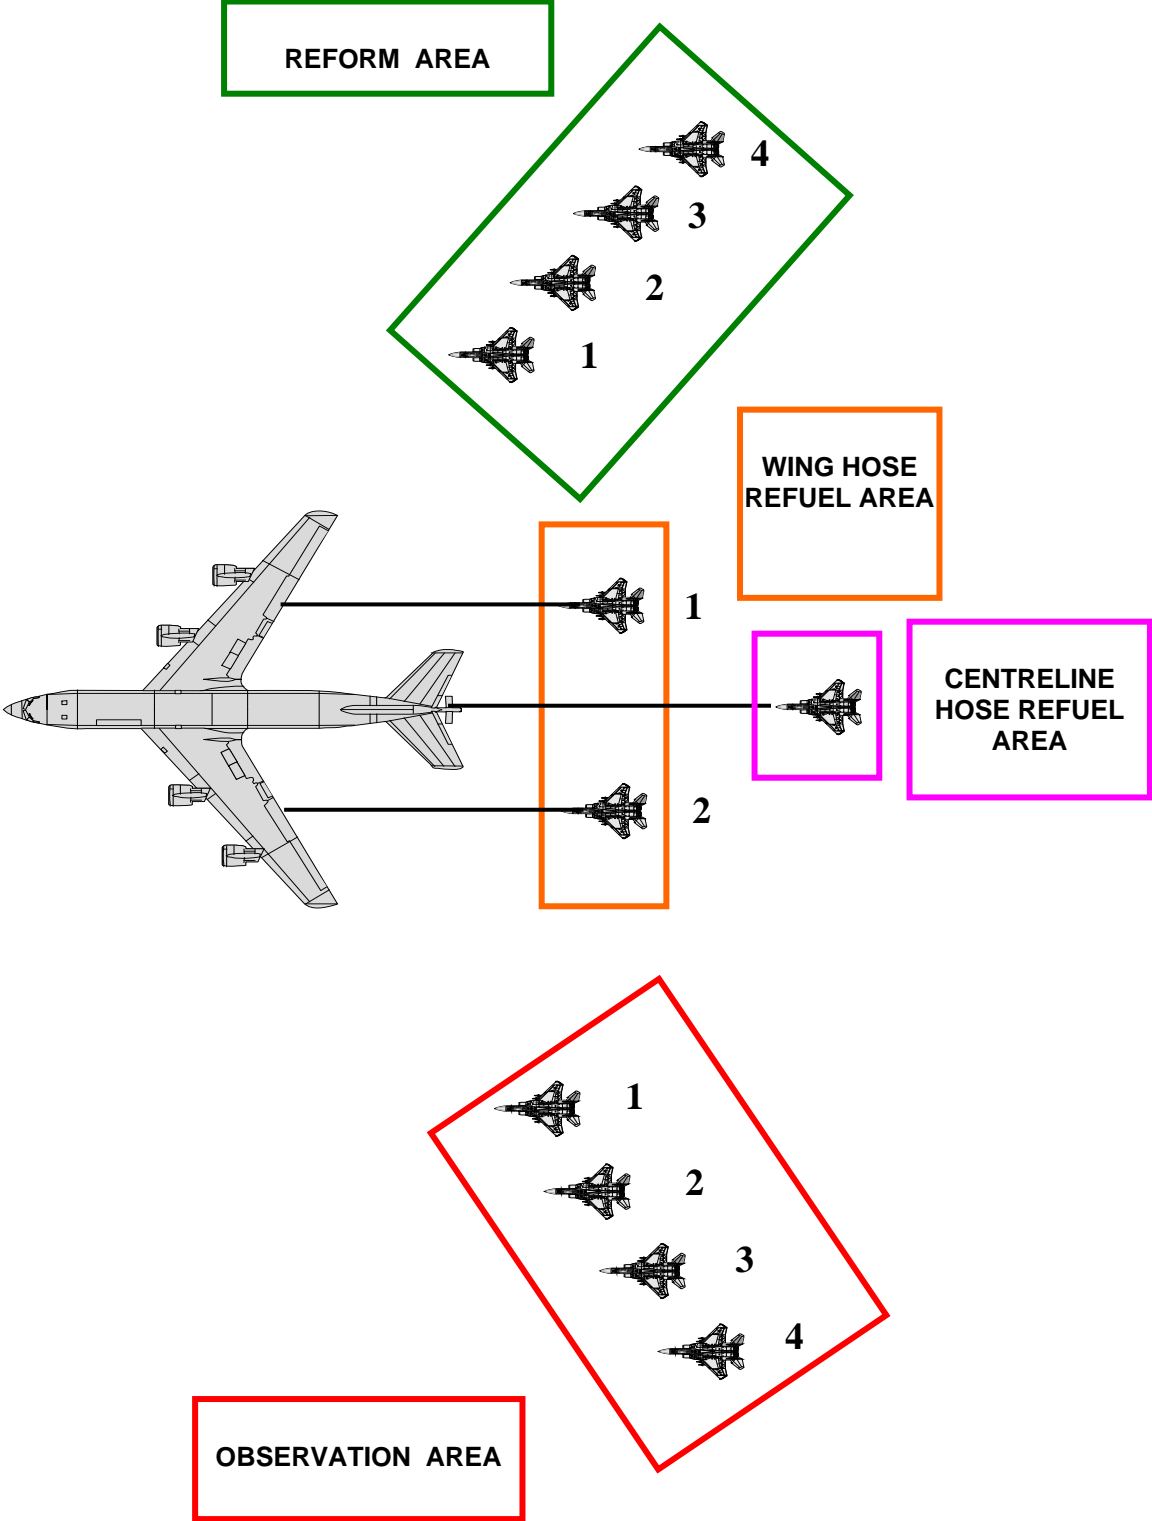 REFORM AREA
4
3
2
1
WING HOSE
REFUEL AREA
1
CENTRELINE
HOSE REFUEL
AREA
2
1
2
3
4
OBSERVATION AREA